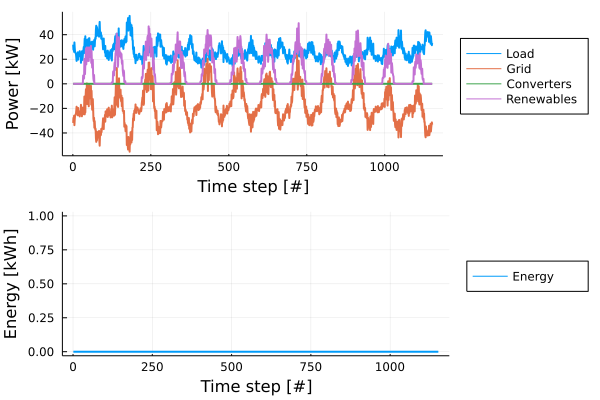 Power [kW]
40
20
0
−20
−40
0
250
500
750
1000
Time step [#]
Load
Grid
Converters
Renewables
Energy [kWh]
1.00
0.75
0.50
0.25
0.00
0
250
500
750
1000
Time step [#]
Energy